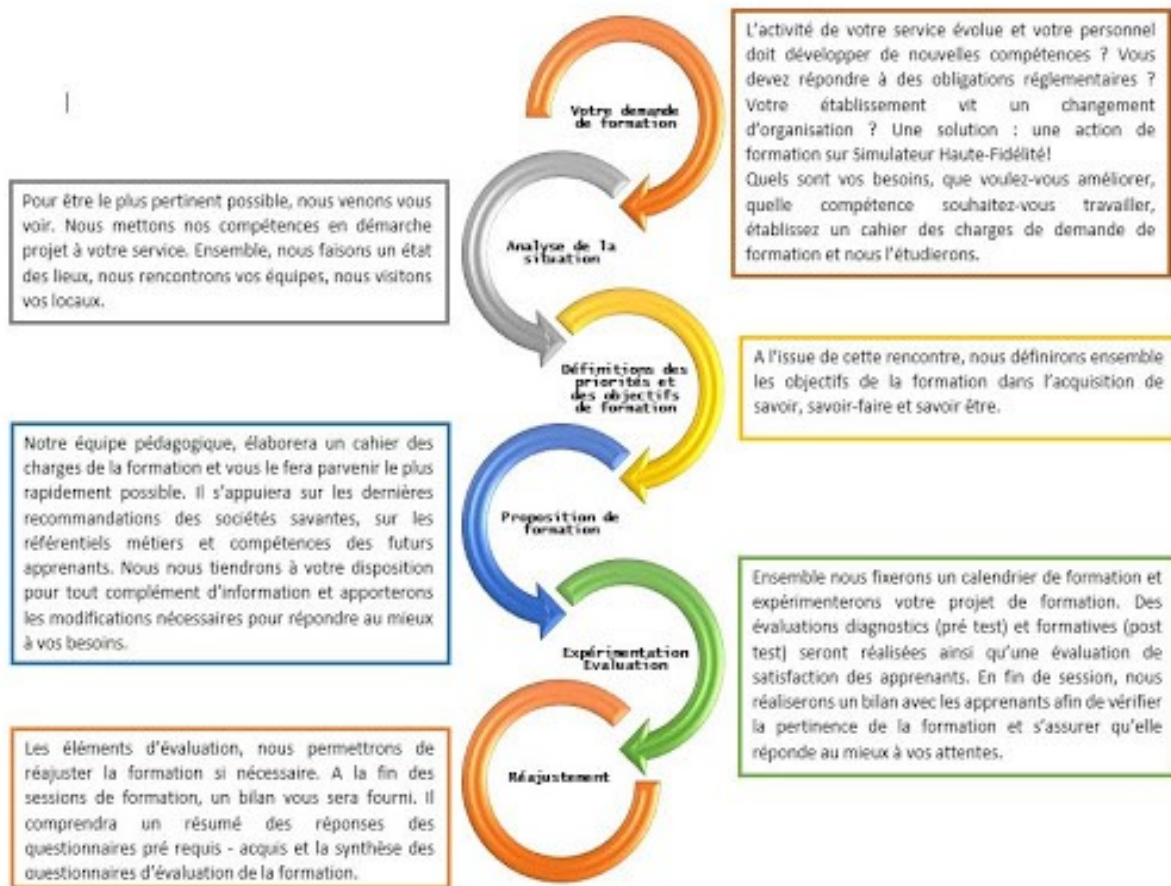 Votre demande
de formation
L'activité de votre service évolue et votre personnel
doit développer de nouvelles compétences ? Vous
devez répondre à des obligations réglementaires ?
Votre établissement vit un changement
d'organisation ? Une solution : une action de
formation sur Simulateur Haute-Fidélité!
Quels sont vos besoins, que voulez-vous améliorer,
quelle compétence souhaitez-vous travailler,
établissez un cahier des charges de demande de
formation et nous l'étudierons.
Analyse de la
situation
Pour être le plus pertinent possible, nous venons vous
voir. Nous mettons nos compétences en démarche
projet à votre service. Ensemble, nous faisons un état
des lieux, nous rencontrons vos équipes, nous visitons
vos locaux.
Définitions des
priorités et
des objectifs
de formation
A l'issue de cette rencontre, nous définirons ensemble
les objectifs de la formation dans l'acquisition de
savoir, savoir-faire et savoir être.
Proposition de
formation
Notre équipe pédagogique, élaborera un cahier des
charges de la formation et vous le fera parvenir le plus
rapidement possible. Il s'appuiera sur les dernières
recommandations des sociétés savantes, sur les
référentiels métiers et compétences des futurs
apprenants. Nous nous tiendrons à votre disposition
pour tout complément d'information et apporterons
les modifications nécessaires pour répondre au mieux
à vos besoins.
Expérimentation
Evaluation
Ensemble nous fixerons un calendrier de formation et
expérimenterons votre projet de formation. Des
évaluations diagnostics (pré test) et formatives (post
test) seront réalisées ainsi qu'une évaluation de
satisfaction des apprenants. En fin de session, nous
réaliserons un bilan avec les apprenants afin de vérifier
la pertinence de la formation et s'assurer qu'elle
réponde au mieux à vos attentes.
Réajustement
Les éléments d'évaluation, nous permettrons de
réajuster la formation si nécessaire. A la fin des
sessions de formation, un bilan vous sera fourni. Il
comprendra un résumé des réponses des
questionnaires pré requis - acquis et la synthèse des
questionnaires d'évaluation de la formation.